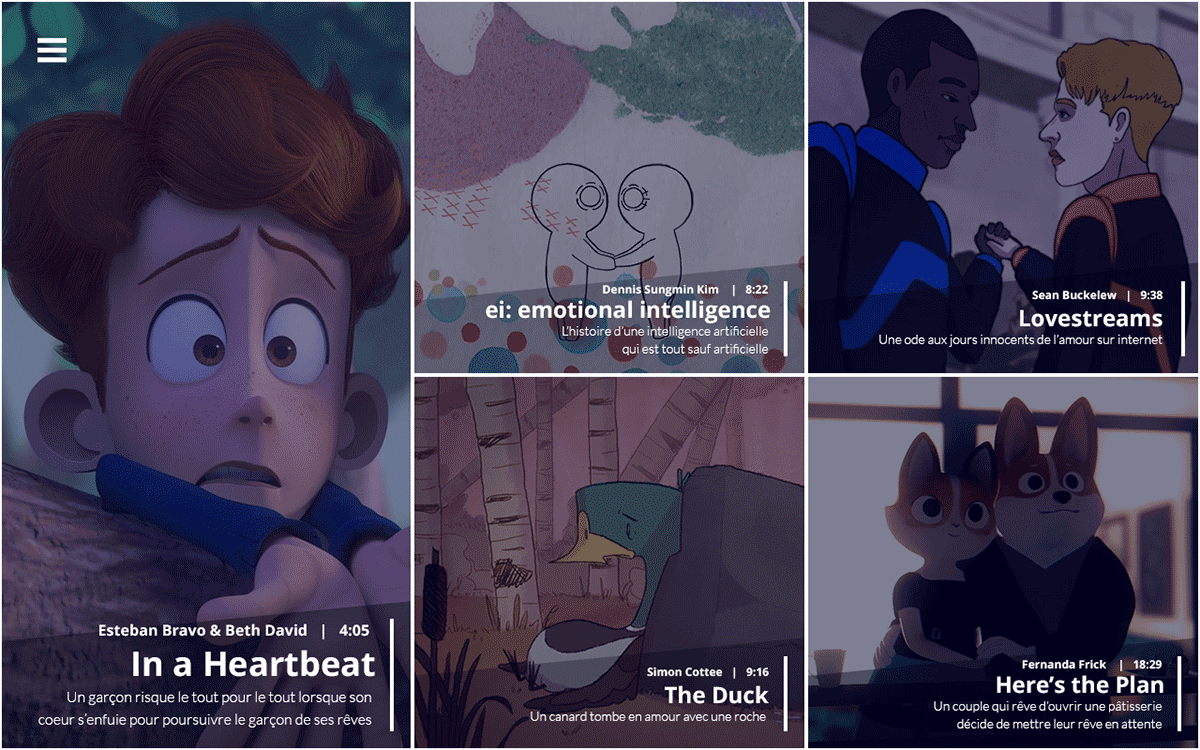 Esteban Bravo & Beth David | 4:05
In a Heartbeat
Un garçon risque le tout pour le tout lorsque son
coeur s'enfuie pour poursuivre le garçon de ses rêves
Dennis Sungmin Kim | 8:22
ei: emotional intelligence
L'histoire d'une intelligence artificielle
qui est tout sauf artificielle
Sean Buckelew | 9:38
Lovestreams
Une ode aux jours innocents de l'amour sur internet
Simon Cottee | 9:16
The Duck
Un canard tombe en amour avec une roche
Fernanda Frick | 18:29
Here's the Plan
Un couple qui rêve d'ouvrir une pâtisserie
décide de mettre leur rêve en attente